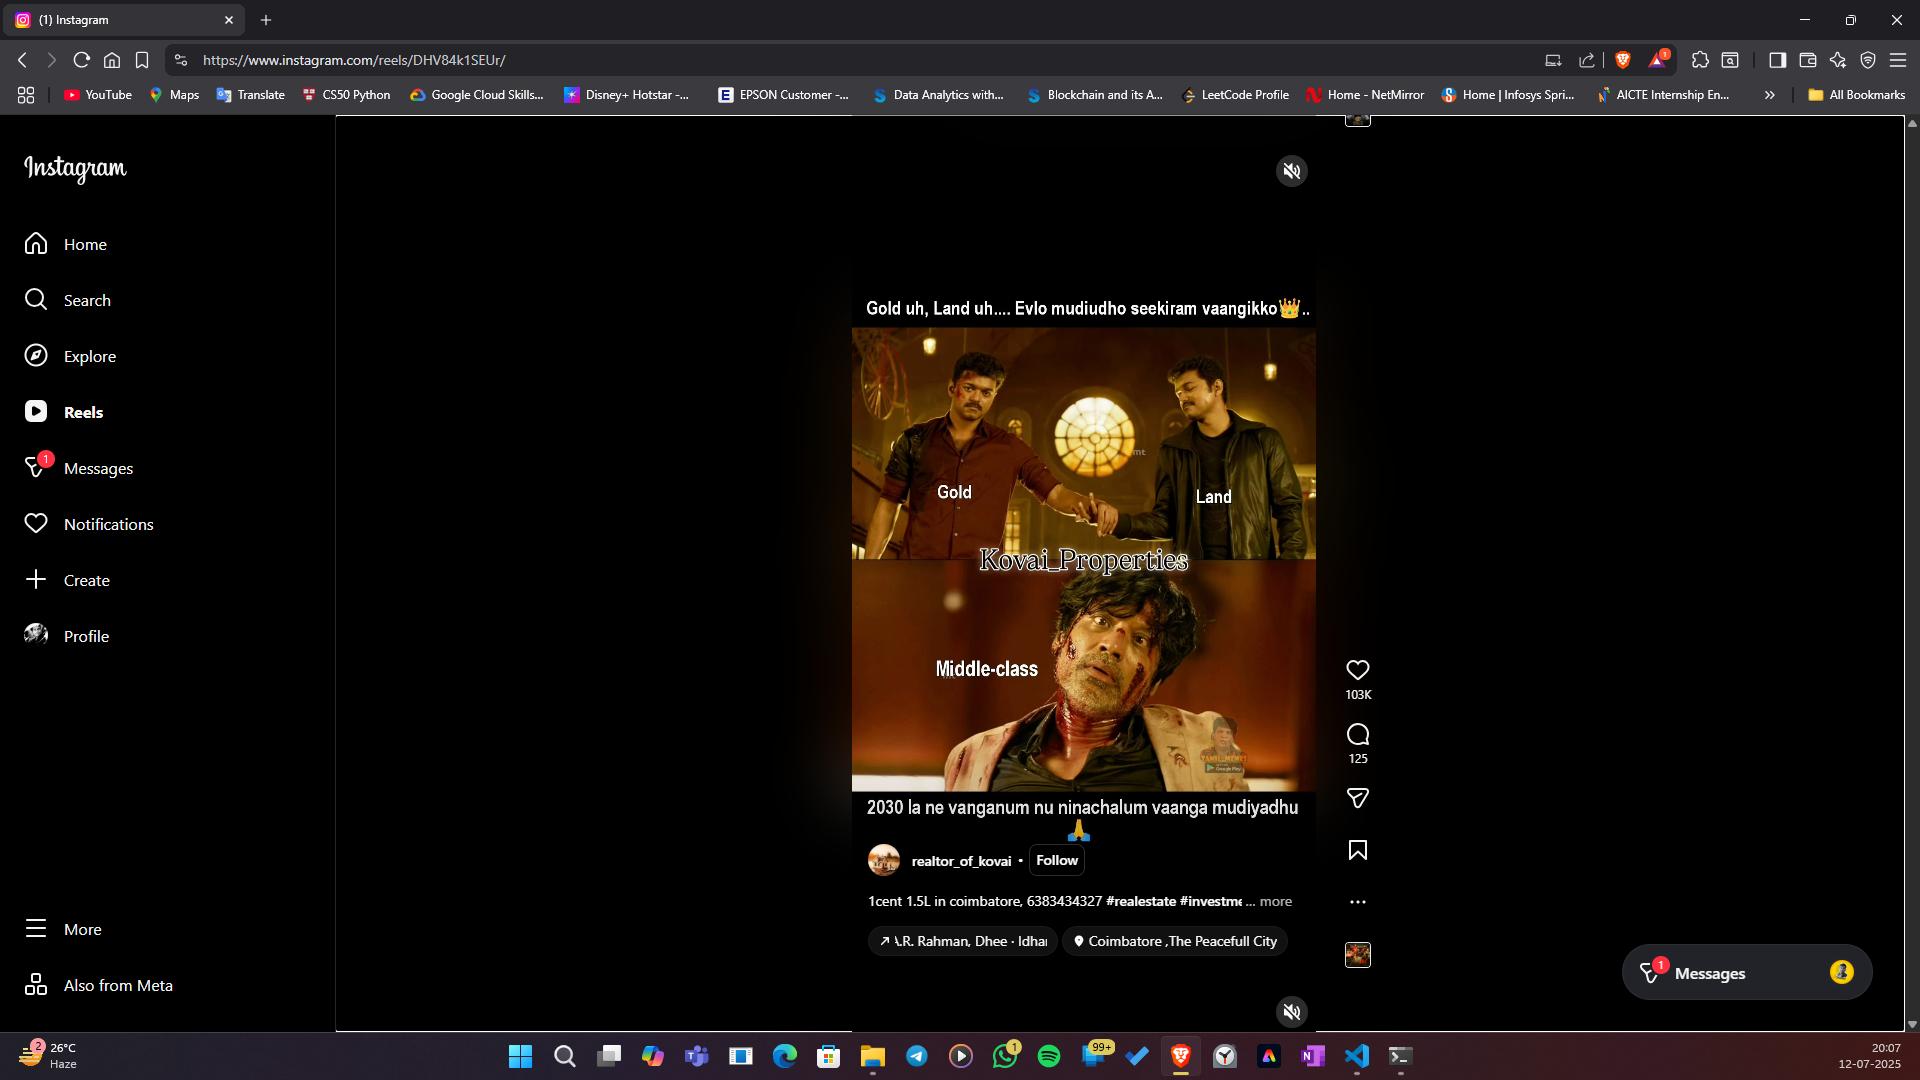 (1) Instagram
https://www.instagram.com/reels/DHV84k1SEUr/
1
YouTube
Maps
Translate
CS50 Python
Google Cloud Skills...
Disney+ Hotstar -...
EPSON Customer -...
Data Analytics with...
Blockchain and its A...
LeetCode Profile
Home - NetMirror
Home | Infosys Spri...
AICTE Internship En...
All Bookmarks
Instagram
Home
Search
Explore
Reels
1
Messages
Notifications
Create
Profile
More
Also from Meta
Gold uh, Land uh.... Evlo mudiudho seekiram vaangikko👑..
Gold
Land
Kovai_Properties
Middle-class
2030 la ne vanganum nu ninachalum vaanga mudiyadhu
🙏
realtor_of_kovai • Follow
1cent 1.5L in coimbatore, 6383434327 #realestate #investme ... more
A.R. Rahman, Dhee · Idhar
Coimbatore ,The Peacefull City
103K
125
1
Messages
2
26°C
Haze
1
99+
20:07
12-07-2025